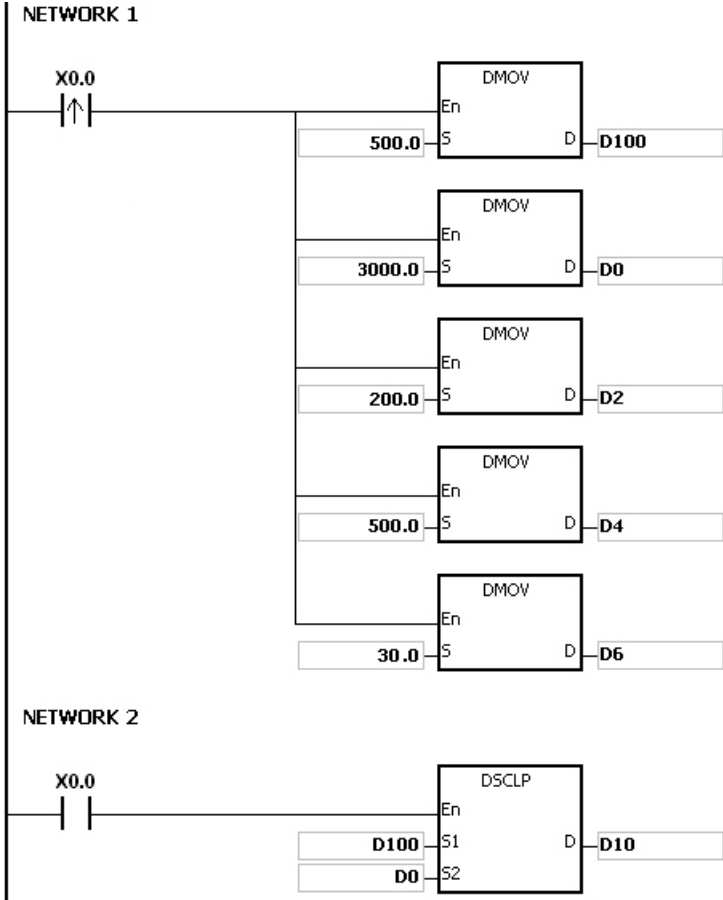 NETWORK 1
X0.0
DMOV
En
500.0 S D D100
DMOV
En
3000.0 S D D0
DMOV
En
200.0 S D D2
DMOV
En
500.0 S D D4
DMOV
En
30.0 S D D6
NETWORK 2
X0.0
DSCLP
En
D100 S1 D D10
D0 S2